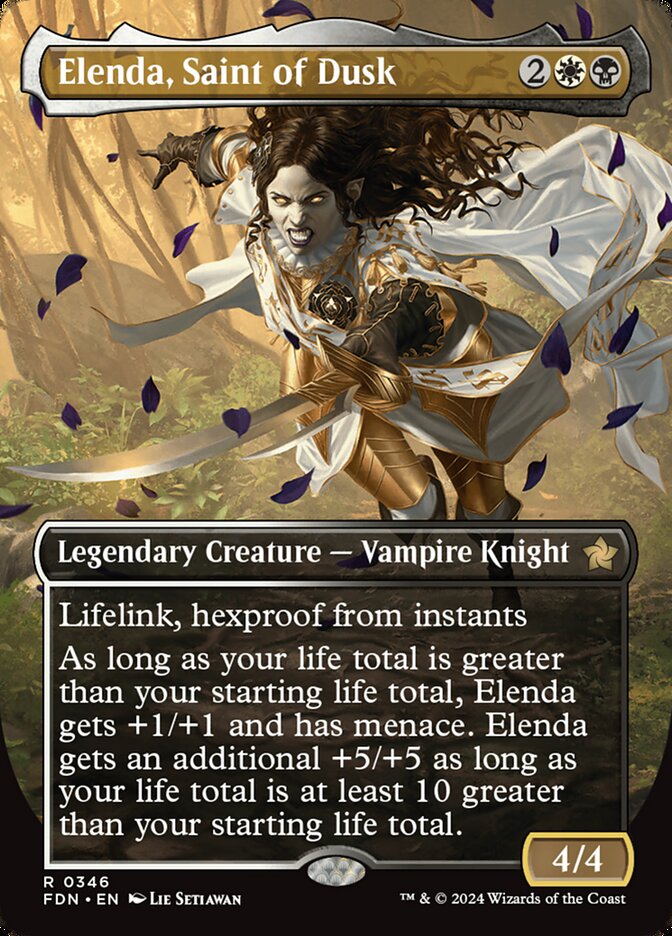 Elenda, Saint of Dusk 2
Legendary Creature — Vampire Knight
Lifelink, hexproof from instants
As long as your life total is greater
than your starting life total, Elenda
gets +1/+1 and has menace. Elenda
gets an additional +5/+5 as long as
your life total is at least 10 greater
than your starting life total.
4/4
R 0346
FDN • EN Lie Setiawan
™ & © 2024 Wizards of the Coast